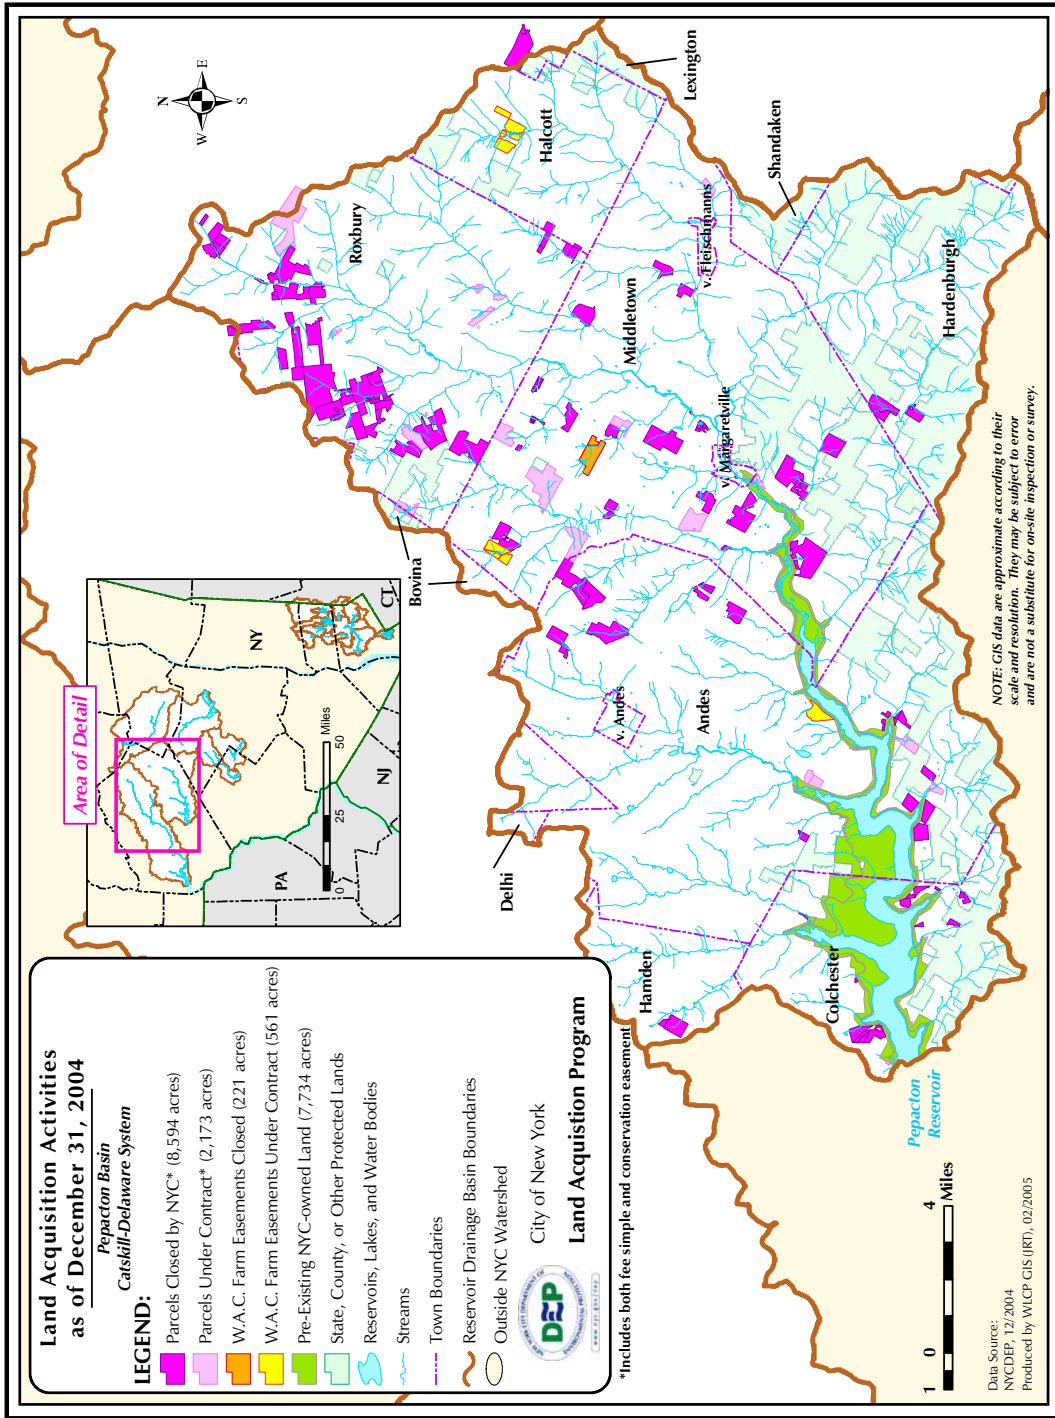 Land Acquisition Activities
as of December 31, 2004
Pepacton Basin
Catskill-Delaware System
LEGEND:
Parcels Closed by NYC* (8,594 acres)
Parcels Under Contract* (2,173 acres)
W.A.C. Farm Easements Closed (221 acres)
W.A.C. Farm Easements Under Contract (561 acres)
Pre-Existing NYC-owned Land (7,734 acres)
State, County, or Other Protected Lands
Reservoirs, Lakes, and Water Bodies
Streams
Town Boundaries
Reservoir Drainage Basin Boundaries
Outside NYC Watershed
DEP
City of New York
Land Acquistion Program
*Includes both fee simple and conservation easement
Area of Detail
NY
CT
PA
NJ
0
25
50
Miles
N
W
E
S
Lexington
Halcott
Roxbury
Shandaken
v. Fleischmanns
Middletown
Hardenburgh
v. Margaretville
Bovina
v. Andes
Andes
Delhi
Hamden
Colchester
Pepacton
Reservoir
1
0
4
Miles
NOTE: GIS data are approximate according to their
scale and resolution. They may be subject to error
and are not a substitute for on-site inspection or survey.
Data Source:
NYCDEP, 12/2004
Produced by WLCP GIS (JRT), 02/2005